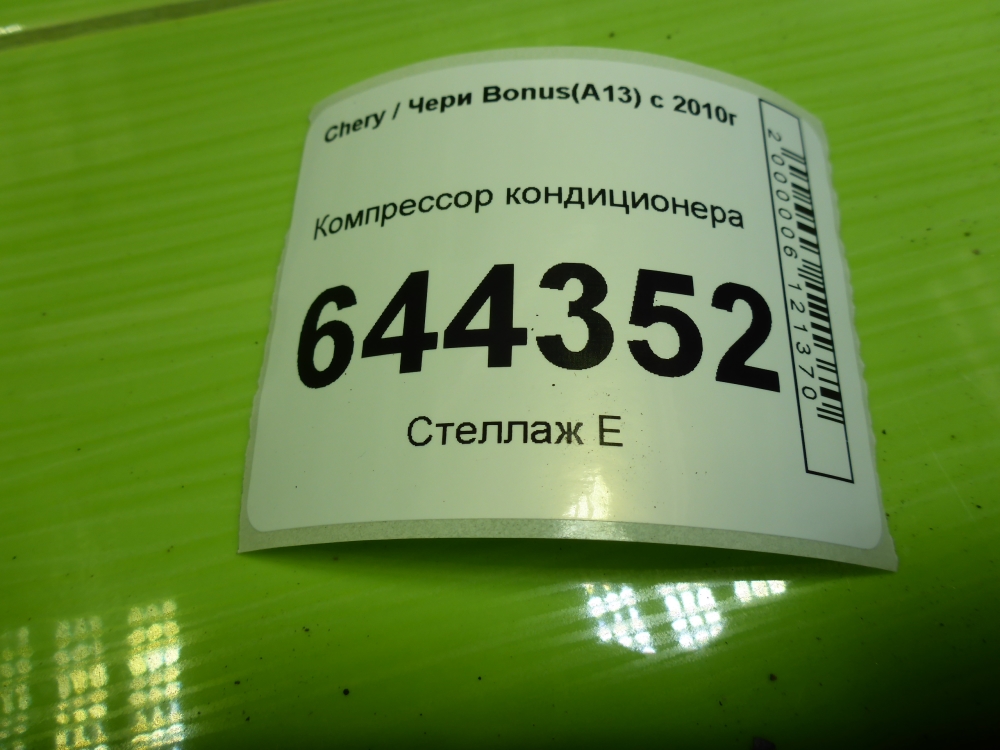 Chery / Чери Bonus(A13) с 2010г
Компрессор кондиционера
644352
Стеллаж Е
2000006121370